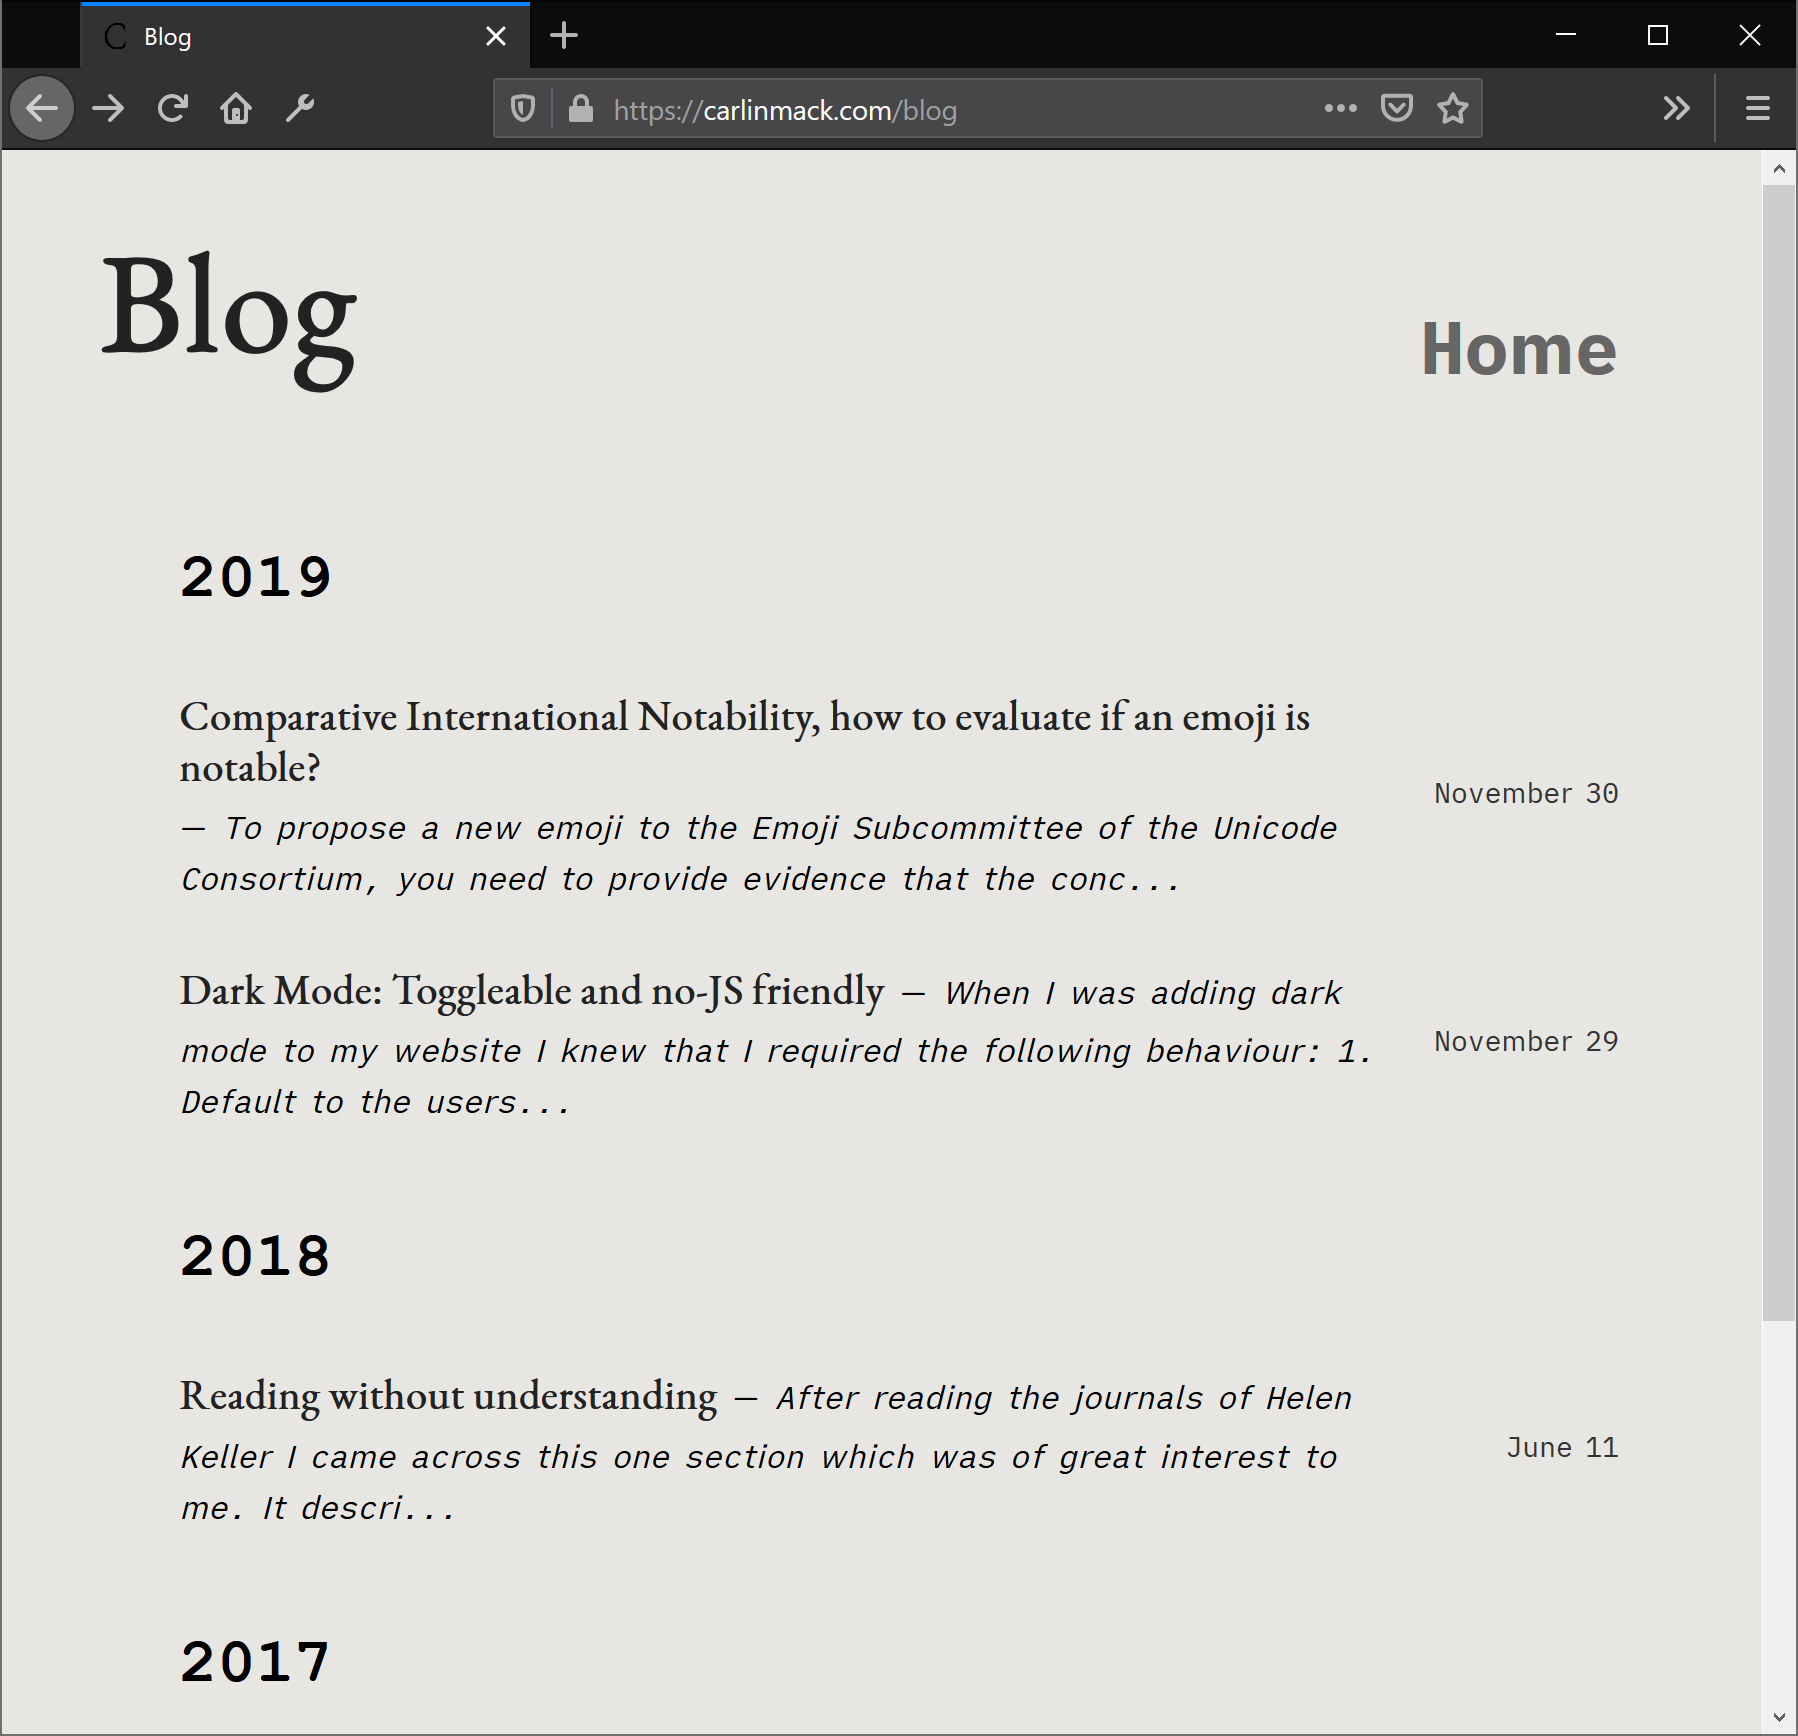 Blog
https://carlinmack.com/blog
Blog
Home
2019
Comparative International Notability, how to evaluate if an emoji is
notable?
— To propose a new emoji to the Emoji Subcommittee of the Unicode
Consortium, you need to provide evidence that the conc...
November 30
Dark Mode: Toggleable and no-JS friendly — When I was adding dark
mode to my website I knew that I required the following behaviour: 1.
Default to the users...
November 29
2018
Reading without understanding — After reading the journals of Helen
Keller I came across this one section which was of great interest to
me. It descri...
June 11
2017